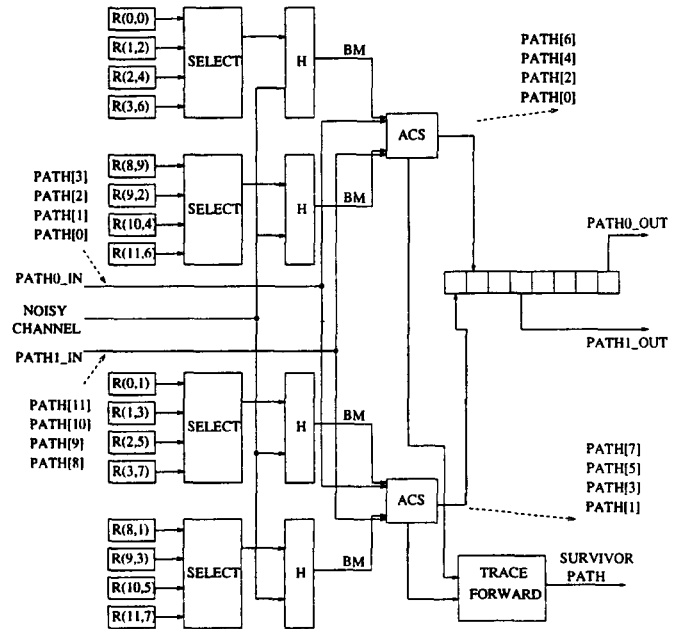 R(0,0)
R(1,2)
R(2,4)
R(3,6)
SELECT
H
BM
PATH[6]
PATH[4]
PATH[2]
PATH[0]
ACS
R(8,9)
R(9,2)
R(10,4)
R(11,6)
SELECT
H
BM
PATH[3]
PATH[2]
PATH[1]
PATH[0]
PATH0_OUT
PATH0_IN
NOISY
CHANNEL
PATH1_IN
PATH1_OUT
PATH[11]
PATH[10]
PATH[9]
PATH[8]
R(0,1)
R(1,3)
R(2,5)
R(3,7)
SELECT
H
BM
ACS
PATH[7]
PATH[5]
PATH[3]
PATH[1]
R(8,1)
R(9,3)
R(10,5)
R(11,7)
SELECT
H
BM
TRACE
FORWARD
SURVIVOR
PATH